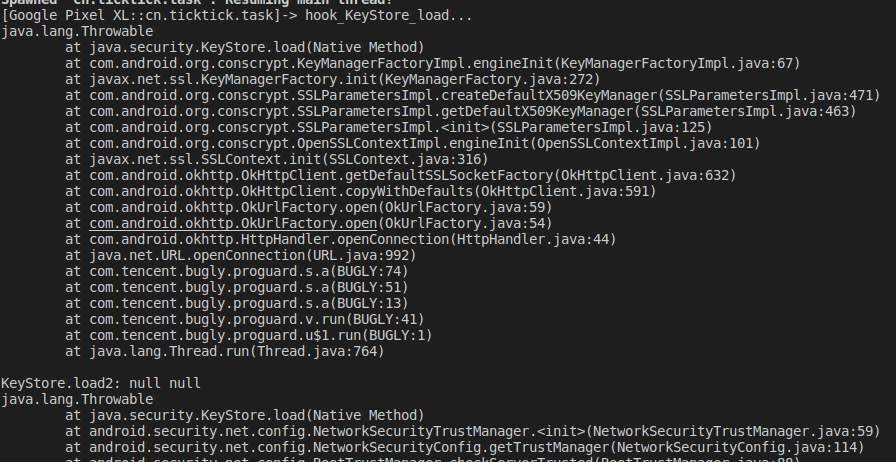 Spawned `cn.ticktick.task`. Resuming main thread!
[Google Pixel XL::cn.ticktick.task]-> hook_KeyStore_load...
java.lang.Throwable
        at java.security.KeyStore.load(Native Method)
        at com.android.org.conscrypt.KeyManagerFactoryImpl.engineInit(KeyManagerFactoryImpl.java:67)
        at javax.net.ssl.KeyManagerFactory.init(KeyManagerFactory.java:272)
        at com.android.org.conscrypt.SSLParametersImpl.createDefaultX509KeyManager(SSLParametersImpl.java:471)
        at com.android.org.conscrypt.SSLParametersImpl.getDefaultX509KeyManager(SSLParametersImpl.java:463)
        at com.android.org.conscrypt.SSLParametersImpl.<init>(SSLParametersImpl.java:125)
        at com.android.org.conscrypt.OpenSSLContextImpl.engineInit(OpenSSLContextImpl.java:101)
        at javax.net.ssl.SSLContext.init(SSLContext.java:316)
        at com.android.okhttp.OkHttpClient.getDefaultSSLSocketFactory(OkHttpClient.java:632)
        at com.android.okhttp.OkHttpClient.copyWithDefaults(OkHttpClient.java:591)
        at com.android.okhttp.OkUrlFactory.open(OkUrlFactory.java:59)
        at com.android.okhttp.OkUrlFactory.open(OkUrlFactory.java:54)
        at com.android.okhttp.HttpHandler.openConnection(HttpHandler.java:44)
        at java.net.URL.openConnection(URL.java:992)
        at com.tencent.bugly.proguard.s.a(BUGLY:74)
        at com.tencent.bugly.proguard.s.a(BUGLY:51)
        at com.tencent.bugly.proguard.s.a(BUGLY:13)
        at com.tencent.bugly.proguard.v.run(BUGLY:41)
        at com.tencent.bugly.proguard.u$1.run(BUGLY:1)
        at java.lang.Thread.run(Thread.java:764)

KeyStore.load2: null null
java.lang.Throwable
        at java.security.KeyStore.load(Native Method)
        at android.security.net.config.NetworkSecurityTrustManager.<init>(NetworkSecurityTrustManager.java:59)
        at android.security.net.config.NetworkSecurityConfig.getTrustManager(NetworkSecurityConfig.java:114)
        at android.security.net.config.RootTrustManager.checkServerTrusted(RootTrustManager.java:88)